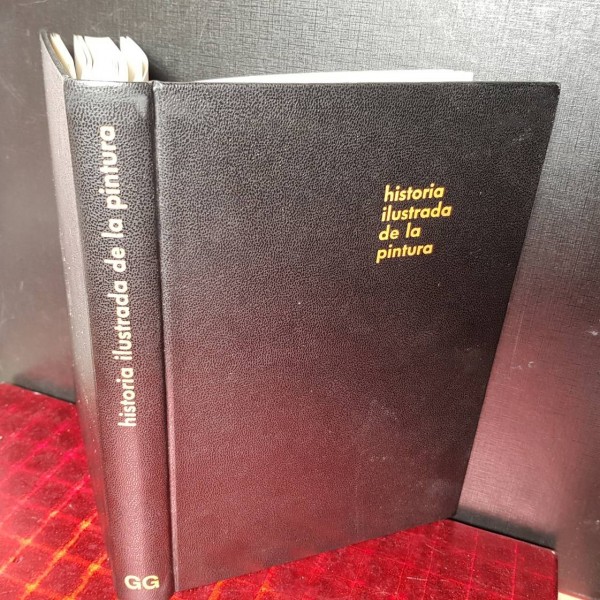 historia ilustrada de la pintura
GG
historia
ilustrada
de la
pintura